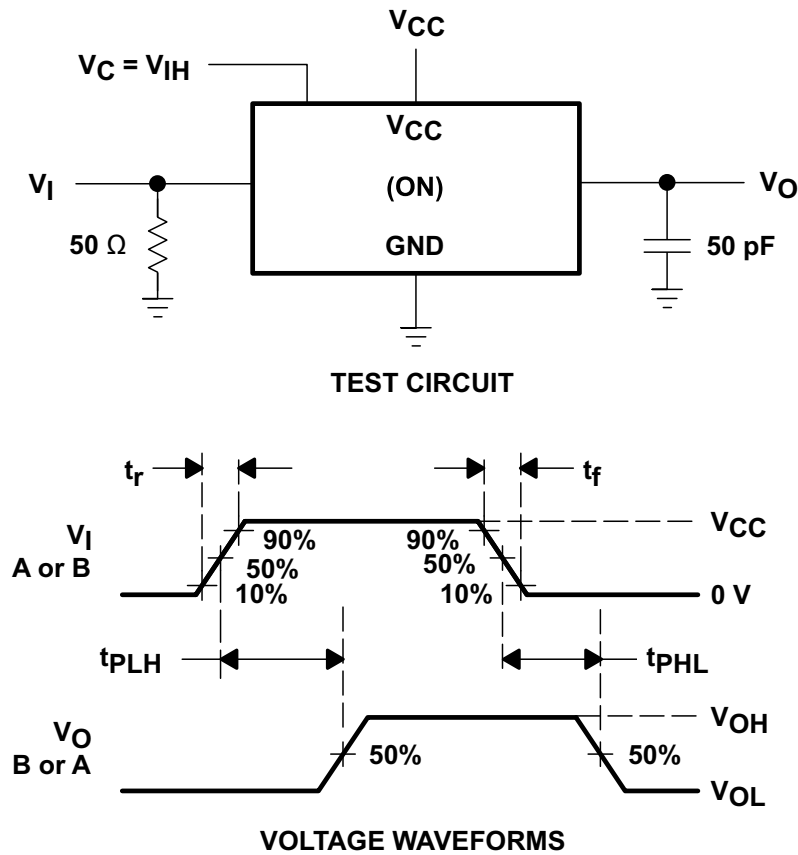 VCC
VC = VIH
VCC
VI
(ON)
VO
50 Ω
GND
50 pF
TEST CIRCUIT
tr
tf
VI
A or B
90%
90%
VCC
50%
50%
10%
10%
0 V
tPLH
tPHL
VO
B or A
VOH
50%
50%
VOL
VOLTAGE WAVEFORMS